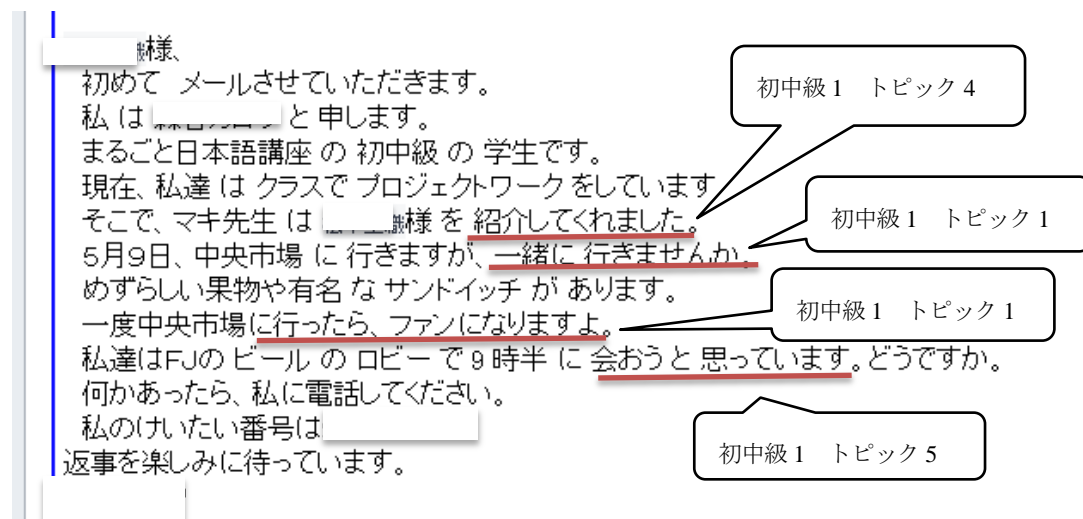 様、
初めて メールさせていただきます。
私 は と 申します。
まるごと日本語講座 の 初中級 の 学生です。
現在、私達 は クラスで プロジェクトワーク をしています
そこで、マキ先生 は 様 を 紹介してくれました。
5月9日、中央市場 に 行きますが、一緒に 行きませんか。
めずらしい果物や有名 な サンドイッチ が あります。
一度中央市場に行ったら、ファンになりますよ。
私達はFJの ビール の ロビー で 9 時半 に 会おうと 思っています。どうですか。
何かあったら、私に電話してください。
私のけいたい番号は
返事を楽しみに待っています。
初中級 1 トピック 4
初中級 1 トピック 1
初中級 1 トピック 1
初中級 1 トピック 5